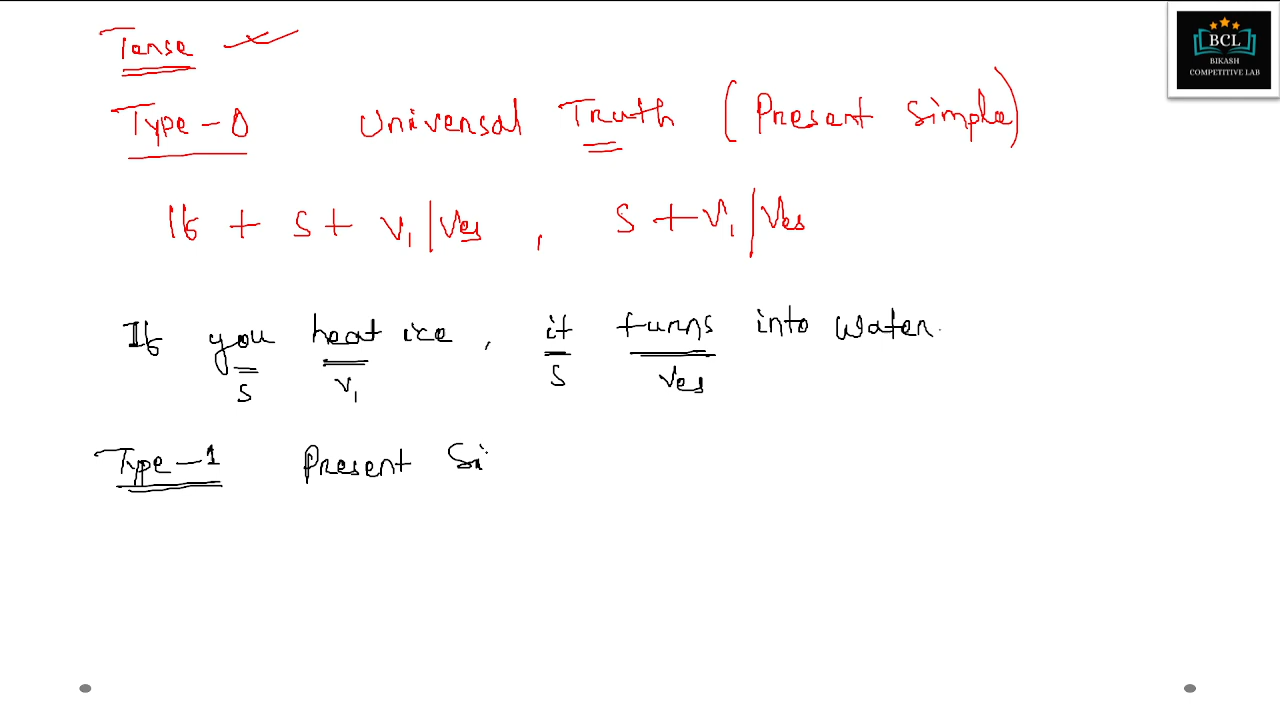 Tense
BCL
BIKASH
COMPETITIVE LAB
Type-0 Universal Truth (Present Simple)
If + S + V1/Ves , S + V1/Ves
If you heat ice , it turns into water.
S V1 S Ves
Type-1 Present Si